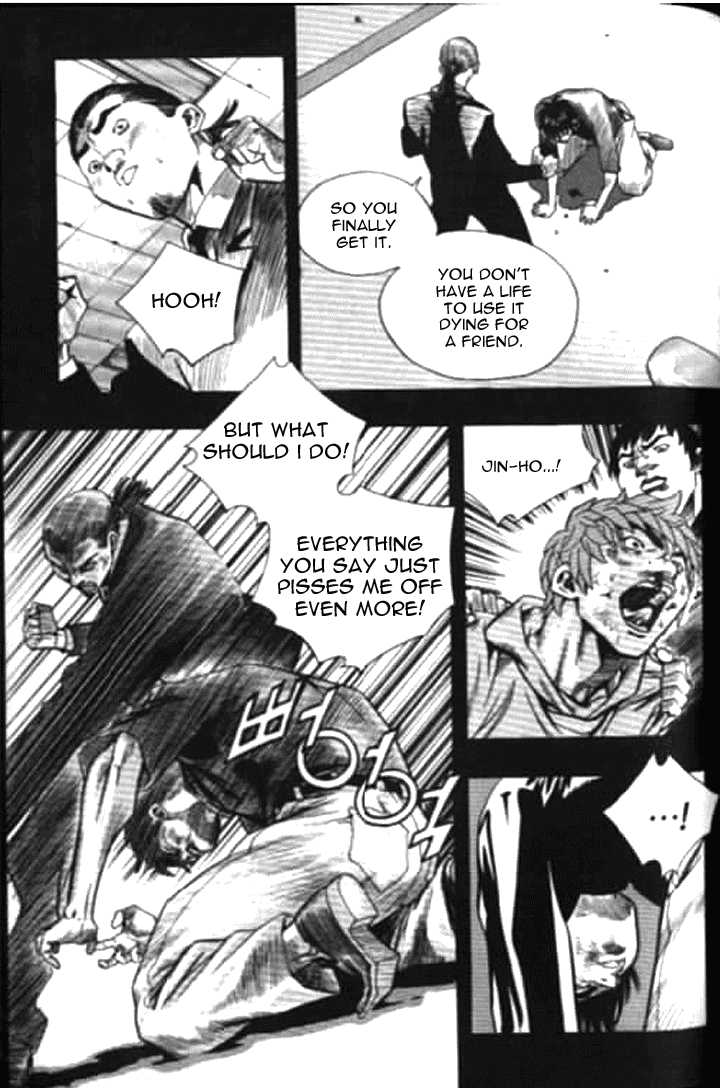 HOOH!
SO YOU
FINALLY
GET IT.
YOU DON'T
HAVE A LIFE
TO USE IT
DYING FOR
A FRIEND.
BUT WHAT
SHOULD I DO!
EVERYTHING
YOU SAY JUST
PISSES ME OFF
EVEN MORE!
JIN-HO...!
...!